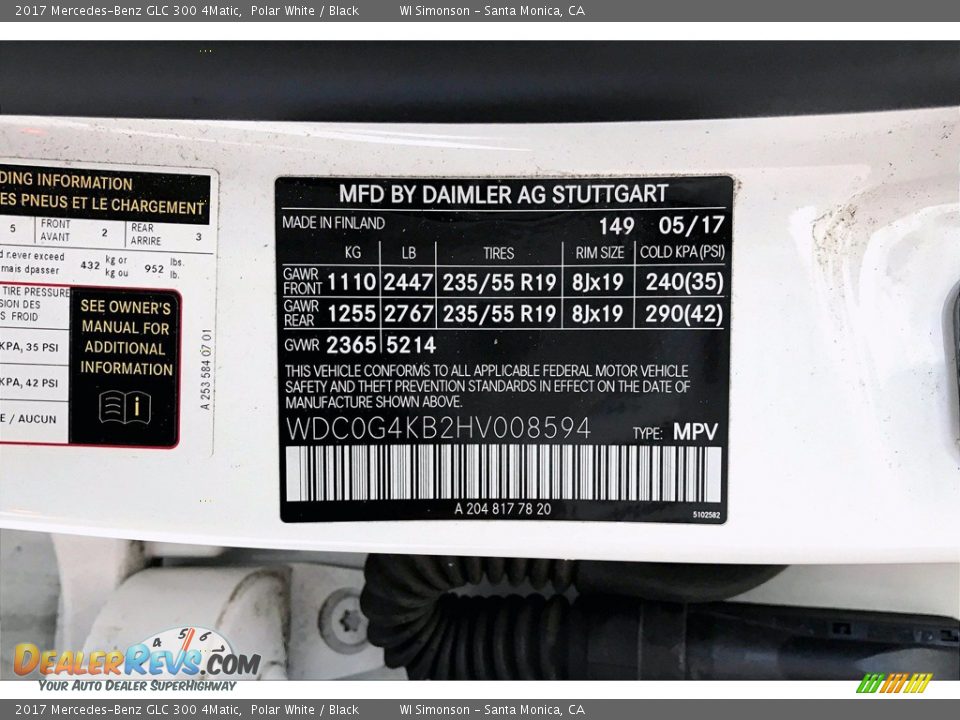 2017 Mercedes-Benz GLC 300 4Matic, Polar White / Black WI Simonson - Santa Monica, CA
DING INFORMATION
ES PNEUS ET LE CHARGEMENT
5 FRONT AVANT 2 REAR ARRIERE 3
r.ever exceed 432 kg or 952 lbs.
mais dpasser kg ou lb.
TIRE PRESSURE
SION DES
S FROID
KPA, 35 PSI
KPA, 42 PSI
E / AUCUN
SEE OWNER'S
MANUAL FOR
ADDITIONAL
INFORMATION
i
A 253 584 07 01
MFD BY DAIMLER AG STUTTGART
MADE IN FINLAND 149 05/17
KG LB TIRES RIM SIZE COLD KPA(PSI)
GAWR FRONT 1110 2447 235/55 R19 8Jx19 240(35)
GAWR REAR 1255 2767 235/55 R19 8Jx19 290(42)
GVWR 2365 5214
THIS VEHICLE CONFORMS TO ALL APPLICABLE FEDERAL MOTOR VEHICLE
SAFETY AND THEFT PREVENTION STANDARDS IN EFFECT ON THE DATE OF
MANUFACTURE SHOWN ABOVE.
WDC0G4KB2HV008594 TYPE: MPV
A 204 817 78 20
5102582
4 5 6
DealerRevs.com
Your Auto Dealer SuperHighway
2017 Mercedes-Benz GLC 300 4Matic, Polar White / Black WI Simonson - Santa Monica, CA